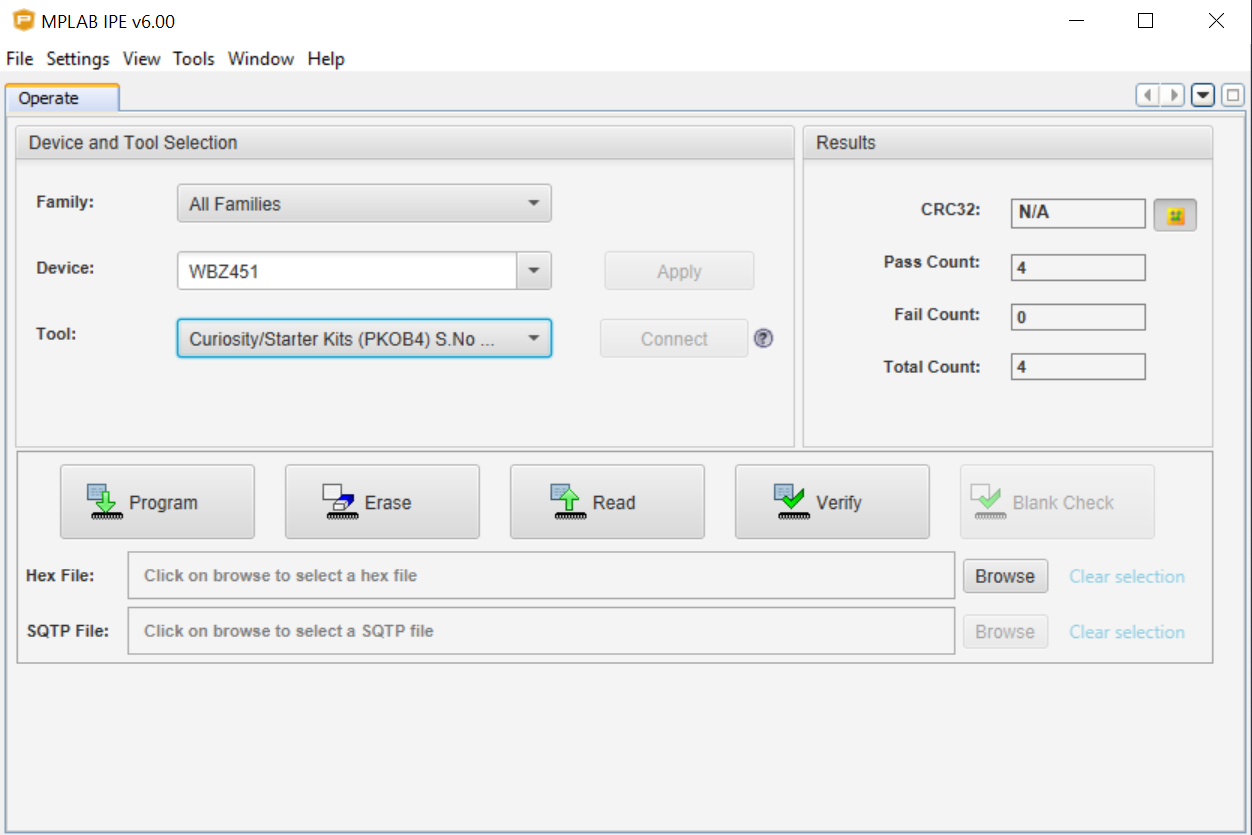 MPLAB IPE v6.00
File Settings View Tools Window Help
Operate
Device and Tool Selection
Family:
All Families
Device:
WBZ451
Apply
Tool:
Curiosity/Starter Kits (PKOB4) S.No ...
Connect
Results
CRC32:
N/A
Pass Count:
4
Fail Count:
0
Total Count:
4
Program
Erase
Read
Verify
Blank Check
Hex File:
Click on browse to select a hex file
Browse
Clear selection
SQTP File:
Click on browse to select a SQTP file
Browse
Clear selection